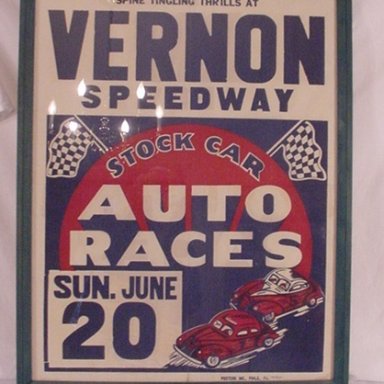 SPINE TINGLING THRILLS AT
VERNON
SPEEDWAY
STOCK CAR
AUTO
RACES
SUN. JUNE
20